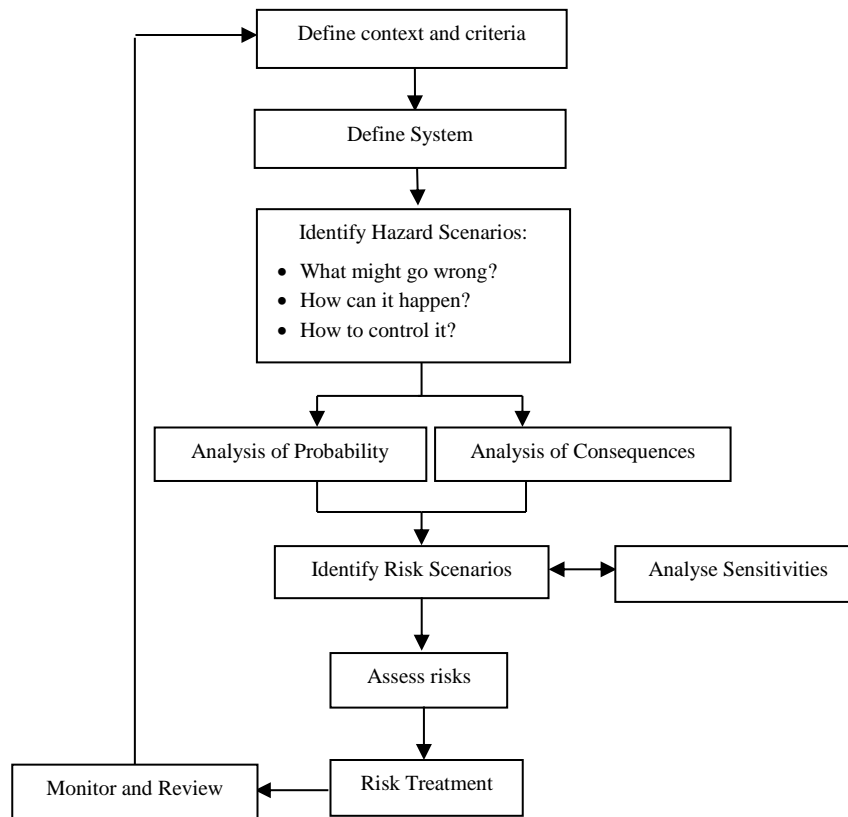 Define context and criteria
Define System
Identify Hazard Scenarios:
• What might go wrong?
• How can it happen?
• How to control it?
Analysis of Probability
Analysis of Consequences
Identify Risk Scenarios
Analyse Sensitivities
Assess risks
Risk Treatment
Monitor and Review